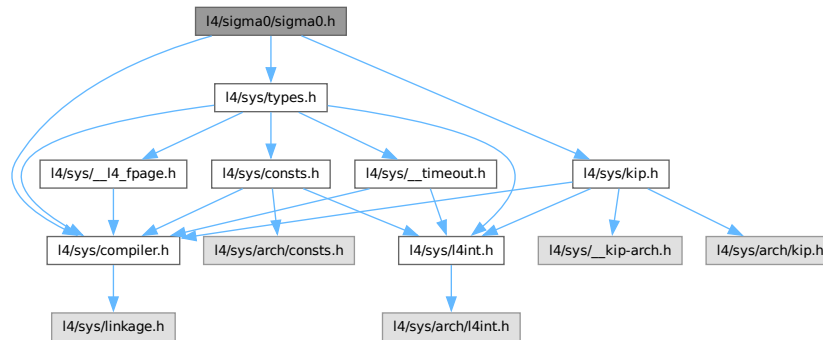 l4/sigma0/sigma0.h
l4/sys/types.h
l4/sys/__l4_fpage.h
l4/sys/consts.h
l4/sys/__timeout.h
l4/sys/kip.h
l4/sys/compiler.h
l4/sys/arch/consts.h
l4/sys/l4int.h
l4/sys/__kip-arch.h
l4/sys/arch/kip.h
l4/sys/linkage.h
l4/sys/arch/l4int.h